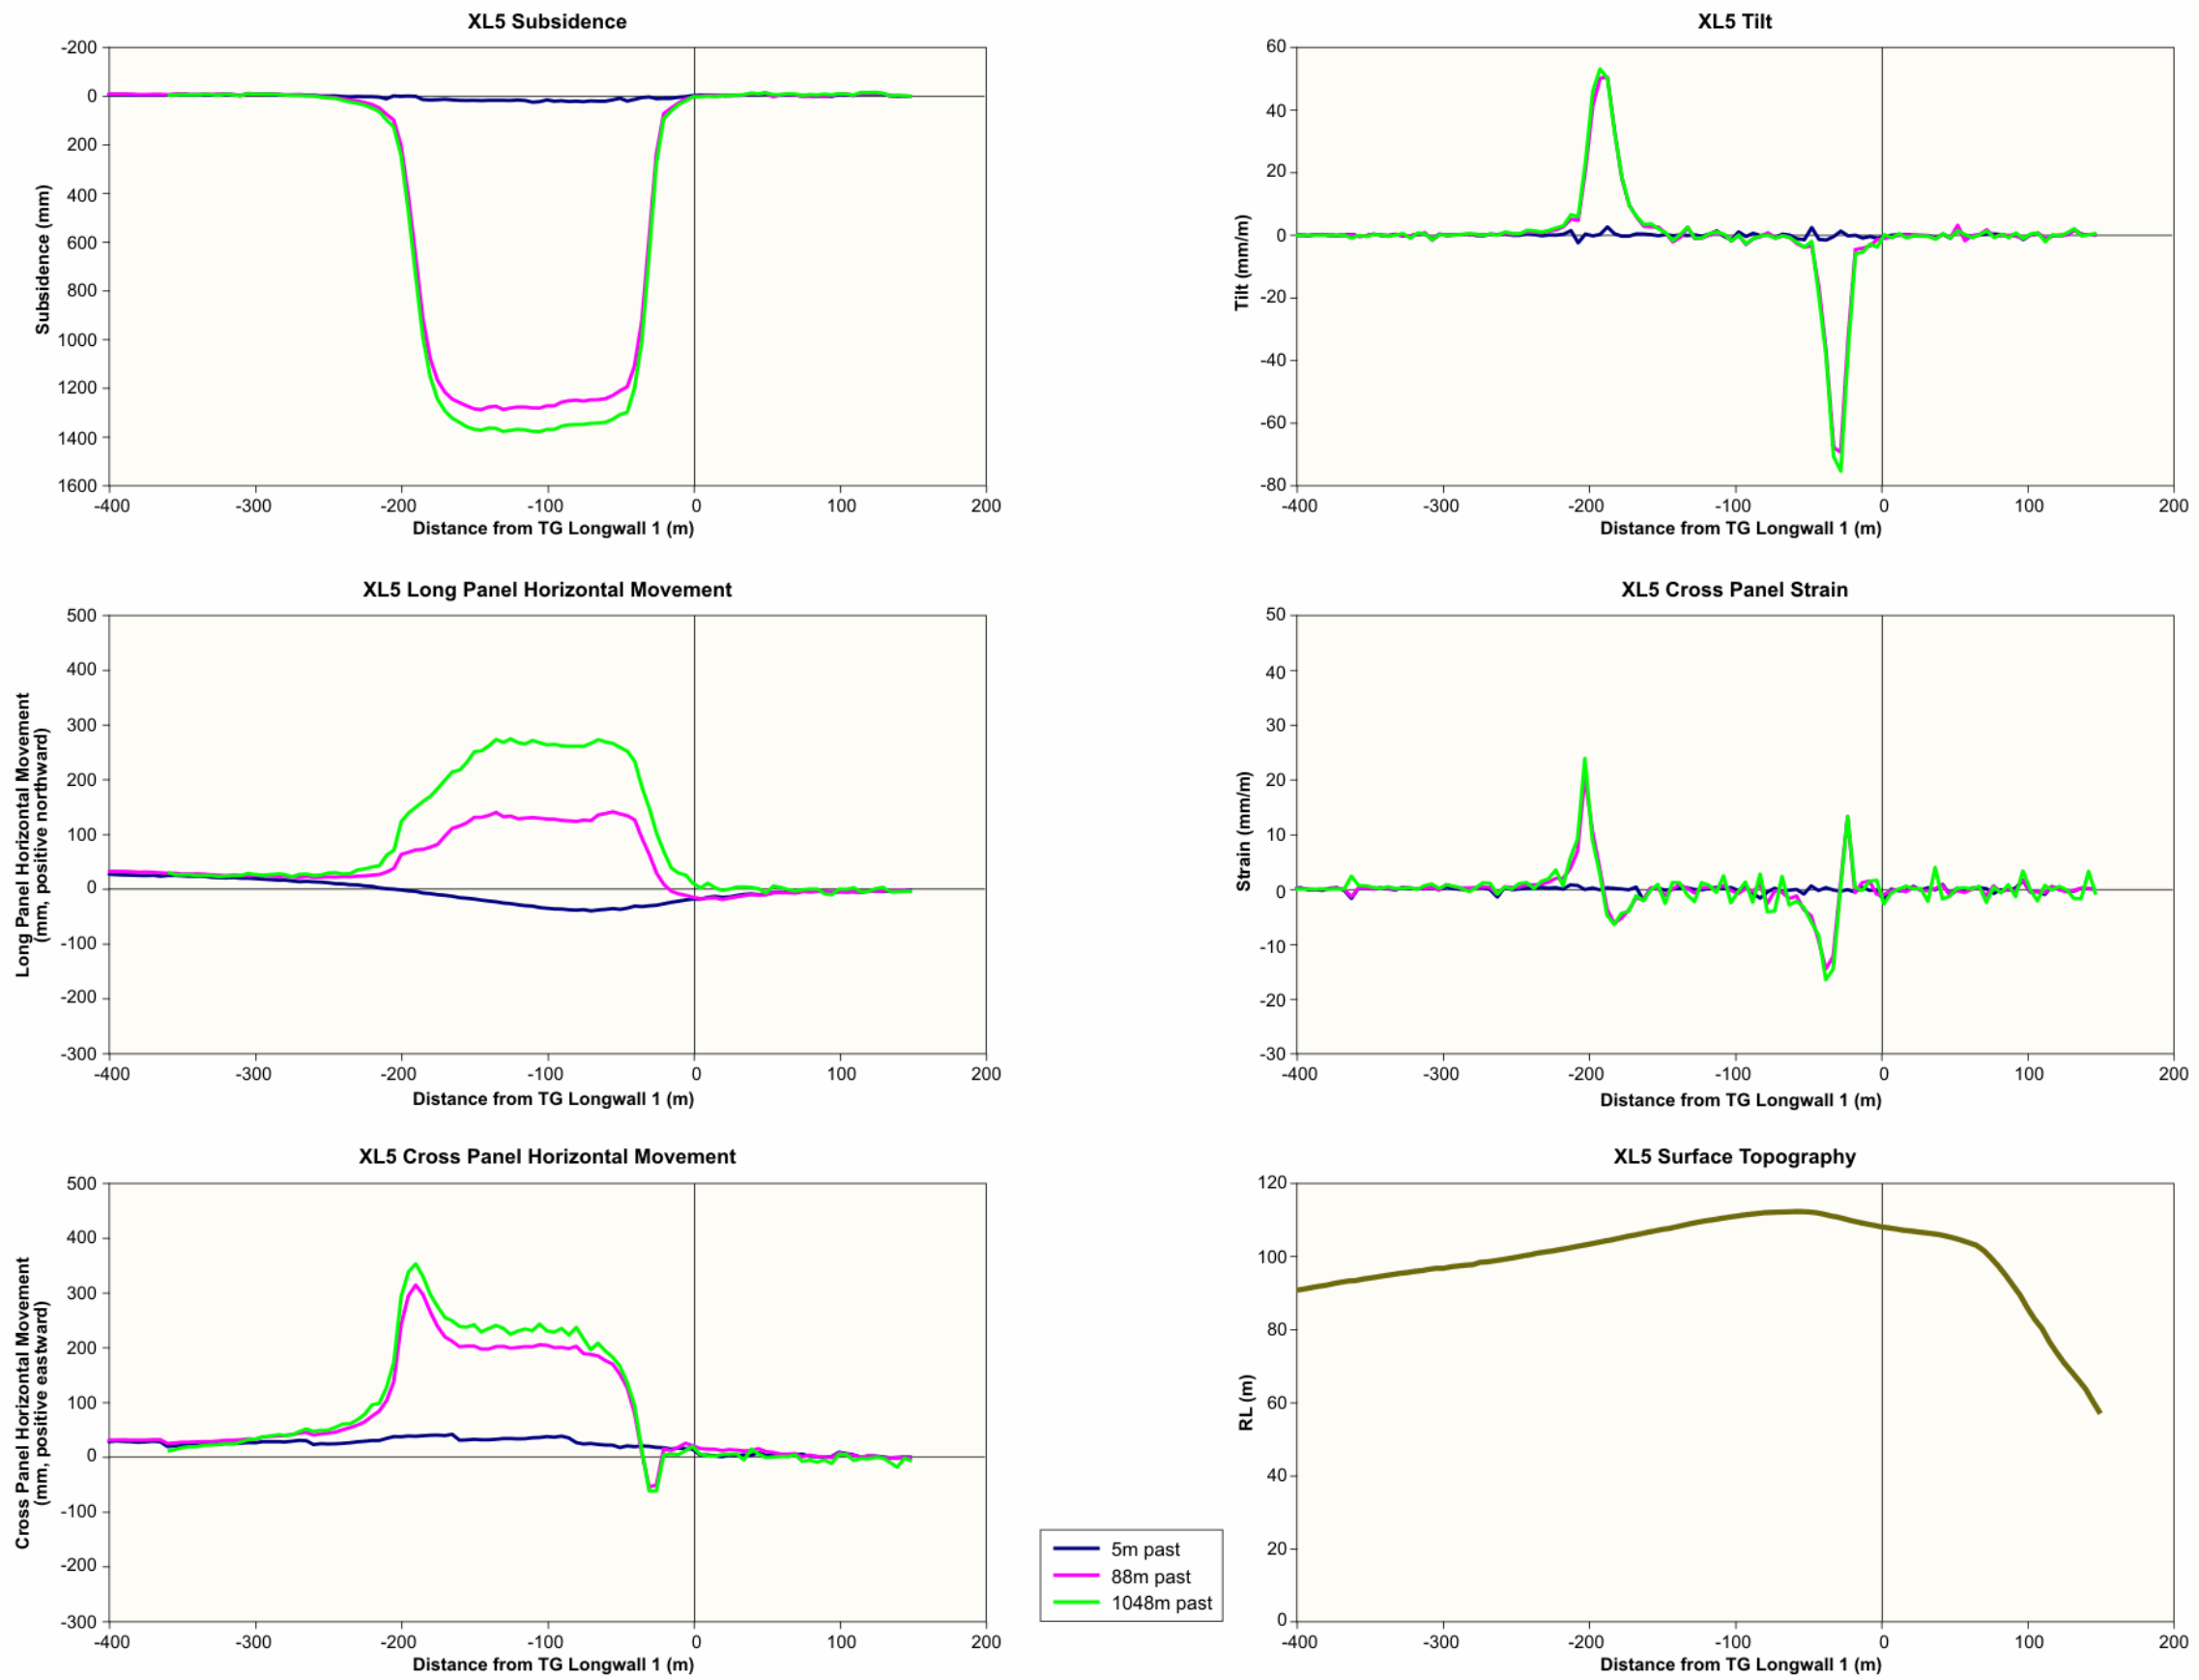 XL5 Subsidence
-200
0
200
400
600
800
1000
1200
1400
1600
Subsidence (mm)
-400 -300 -200 -100 0 100 200
Distance from TG Longwall 1 (m)
XL5 Tilt
60
40
20
0
-20
-40
-60
-80
Tilt (mm/m)
-400 -300 -200 -100 0 100 200
Distance from TG Longwall 1 (m)
XL5 Long Panel Horizontal Movement
500
400
300
200
100
0
-100
-200
-300
Long Panel Horizontal Movement
(mm, positive northward)
-400 -300 -200 -100 0 100 200
Distance from TG Longwall 1 (m)
XL5 Cross Panel Strain
50
40
30
20
10
0
-10
-20
-30
Strain (mm/m)
-400 -300 -200 -100 0 100 200
Distance from TG Longwall 1 (m)
XL5 Cross Panel Horizontal Movement
500
400
300
200
100
0
-100
-200
-300
Cross Panel Horizontal Movement
(mm, positive eastward)
-400 -300 -200 -100 0 100 200
Distance from TG Longwall 1 (m)
5m past
88m past
1048m past
XL5 Surface Topography
120
100
80
60
40
20
0
RL (m)
-400 -300 -200 -100 0 100 200
Distance from TG Longwall 1 (m)